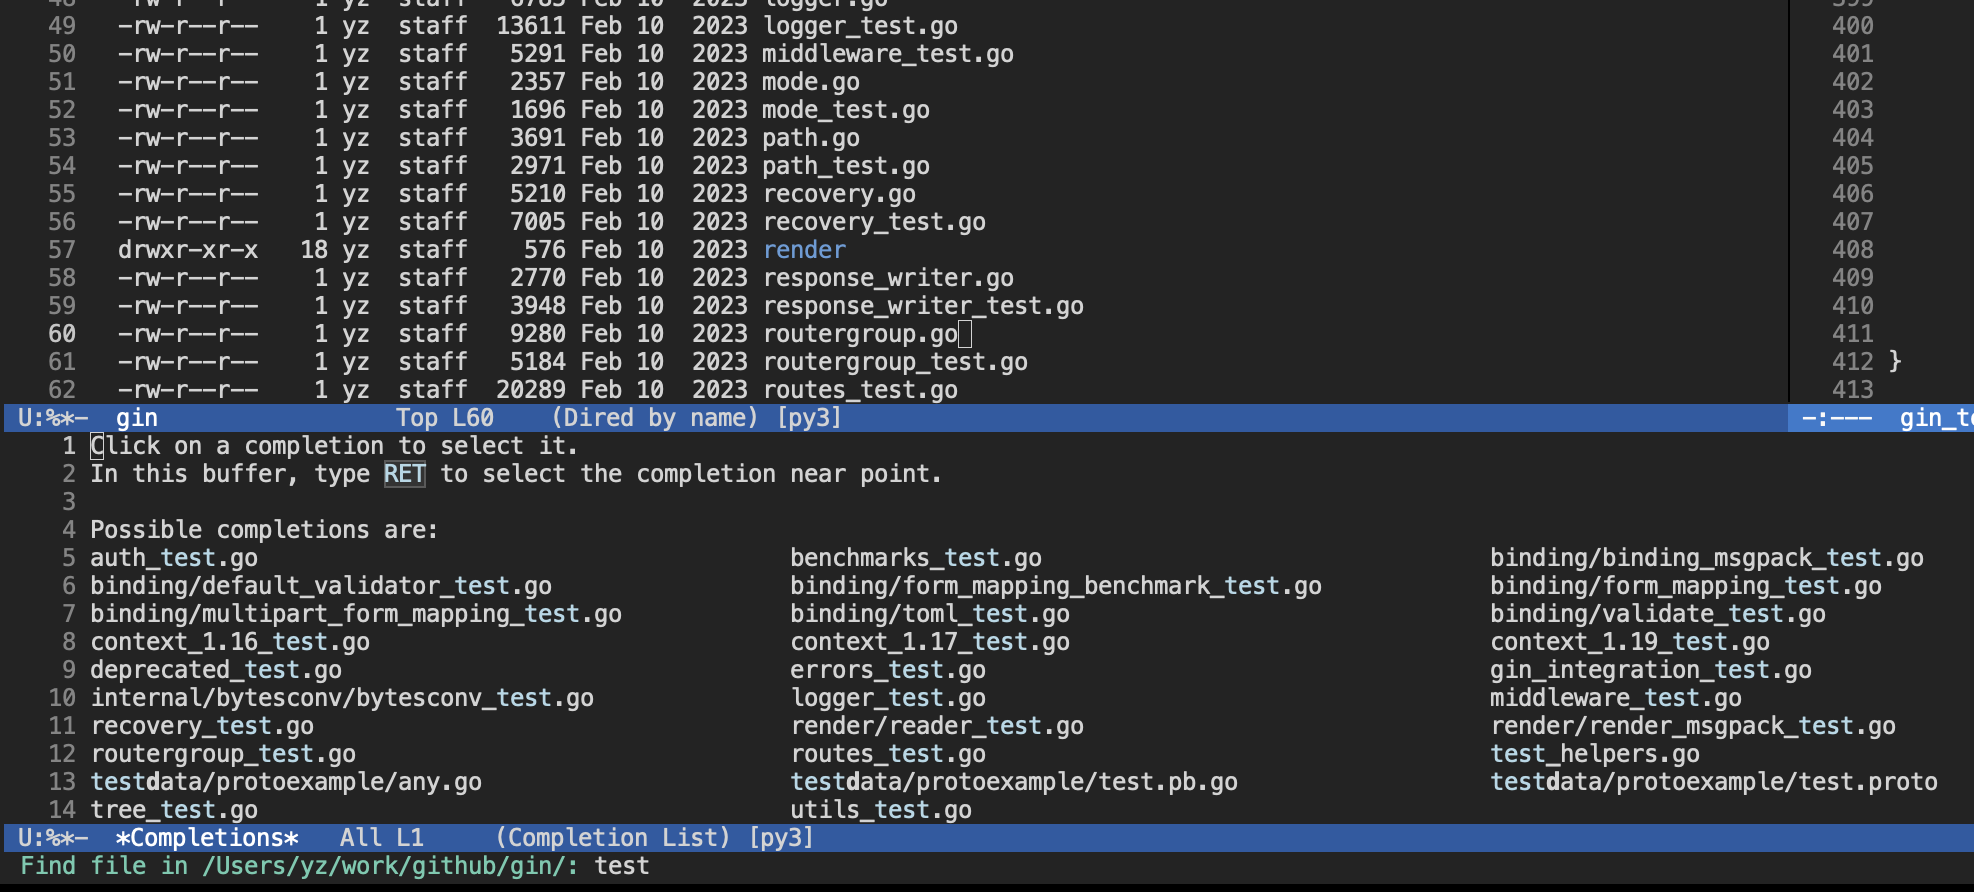 48 -rw-r--r-- 1 yz staff 6783 Feb 10 2023 logger.go
49 -rw-r--r-- 1 yz staff 13611 Feb 10 2023 logger_test.go
50 -rw-r--r-- 1 yz staff 5291 Feb 10 2023 middleware_test.go
51 -rw-r--r-- 1 yz staff 2357 Feb 10 2023 mode.go
52 -rw-r--r-- 1 yz staff 1696 Feb 10 2023 mode_test.go
53 -rw-r--r-- 1 yz staff 3691 Feb 10 2023 path.go
54 -rw-r--r-- 1 yz staff 2971 Feb 10 2023 path_test.go
55 -rw-r--r-- 1 yz staff 5210 Feb 10 2023 recovery.go
56 -rw-r--r-- 1 yz staff 7005 Feb 10 2023 recovery_test.go
57 drwxr-xr-x 18 yz staff 576 Feb 10 2023 render
58 -rw-r--r-- 1 yz staff 2770 Feb 10 2023 response_writer.go
59 -rw-r--r-- 1 yz staff 3948 Feb 10 2023 response_writer_test.go
60 -rw-r--r-- 1 yz staff 9280 Feb 10 2023 routergroup.go
61 -rw-r--r-- 1 yz staff 5184 Feb 10 2023 routergroup_test.go
62 -rw-r--r-- 1 yz staff 20289 Feb 10 2023 routes_test.go
U:%*- gin Top L60 (Dired by name) [py3]
399
400
401
402
403
404
405
406
407
408
409
410
411
412 }
413
-:--- gin_te
1 Click on a completion to select it.
2 In this buffer, type RET to select the completion near point.
3
4 Possible completions are:
5 auth_test.go benchmarks_test.go binding/binding_msgpack_test.go
6 binding/default_validator_test.go binding/form_mapping_benchmark_test.go binding/form_mapping_test.go
7 binding/multipart_form_mapping_test.go binding/toml_test.go binding/validate_test.go
8 context_1.16_test.go context_1.17_test.go context_1.19_test.go
9 deprecated_test.go errors_test.go gin_integration_test.go
10 internal/bytesconv/bytesconv_test.go logger_test.go middleware_test.go
11 recovery_test.go render/reader_test.go render/render_msgpack_test.go
12 routergroup_test.go routes_test.go test_helpers.go
13 testdata/protoexample/any.go testdata/protoexample/test.pb.go testdata/protoexample/test.proto
14 tree_test.go utils_test.go
U:%*- *Completions* All L1 (Completion List) [py3]
Find file in /Users/yz/work/github/gin/: test